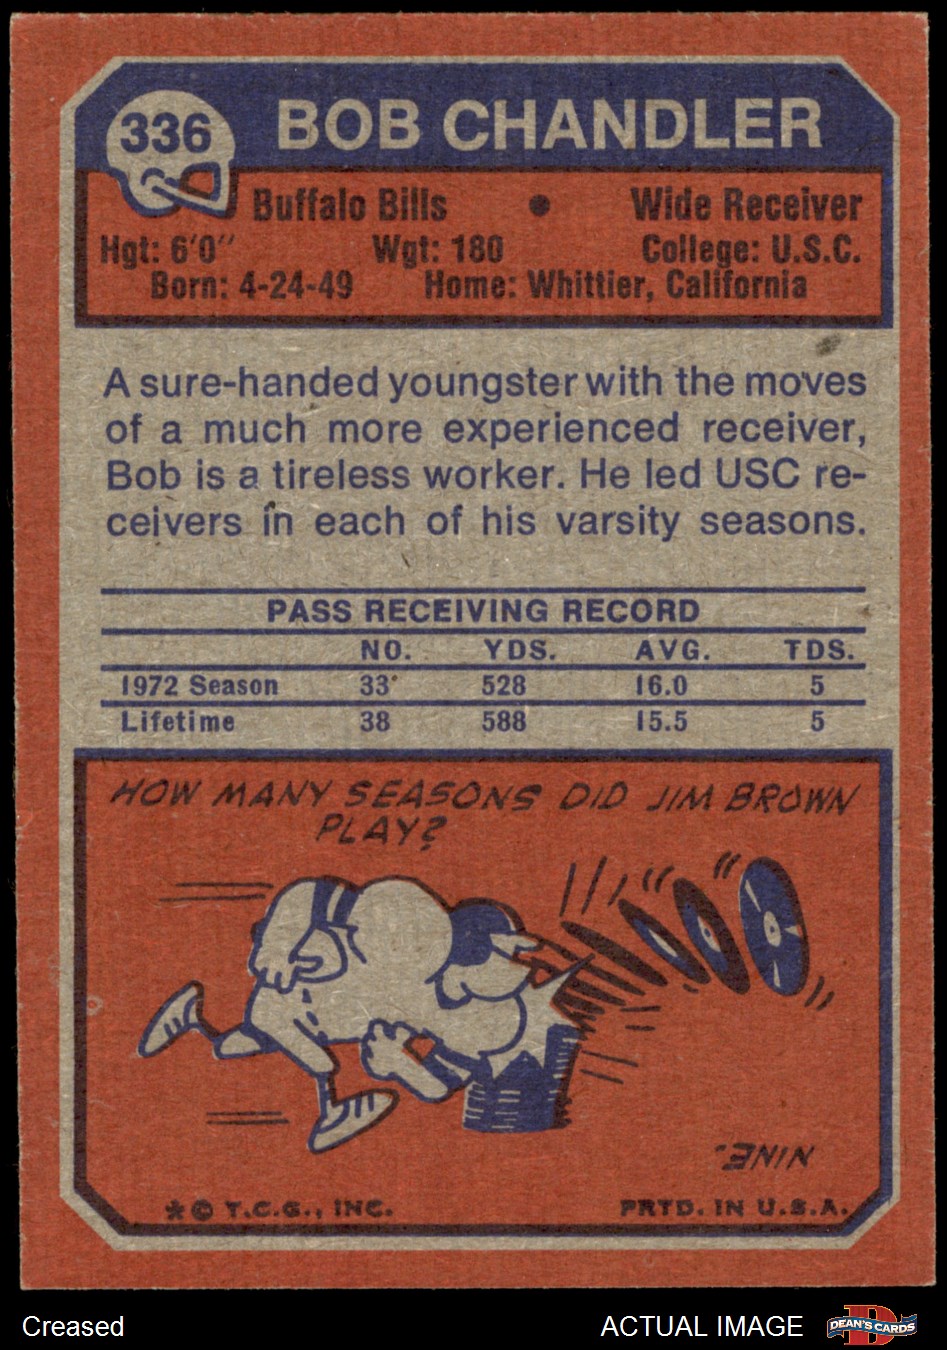 336 BOB CHANDLER
Buffalo Bills • Wide Receiver
Hgt: 6'0" Wgt: 180 College: U.S.C.
Born: 4-24-49 Home: Whittier, California
A sure-handed youngster with the moves
of a much more experienced receiver,
Bob is a tireless worker. He led USC re-
ceivers in each of his varsity seasons.
PASS RECEIVING RECORD
NO. YDS. AVG. TDS.
1972 Season 33 528 16.0 5
Lifetime 38 588 15.5 5
HOW MANY SEASONS DID JIM BROWN
PLAY?
NINE.
*© T.C.G., INC. PRTD. IN U.S.A.
Creased ACTUAL IMAGE D DEAN'S CARDS